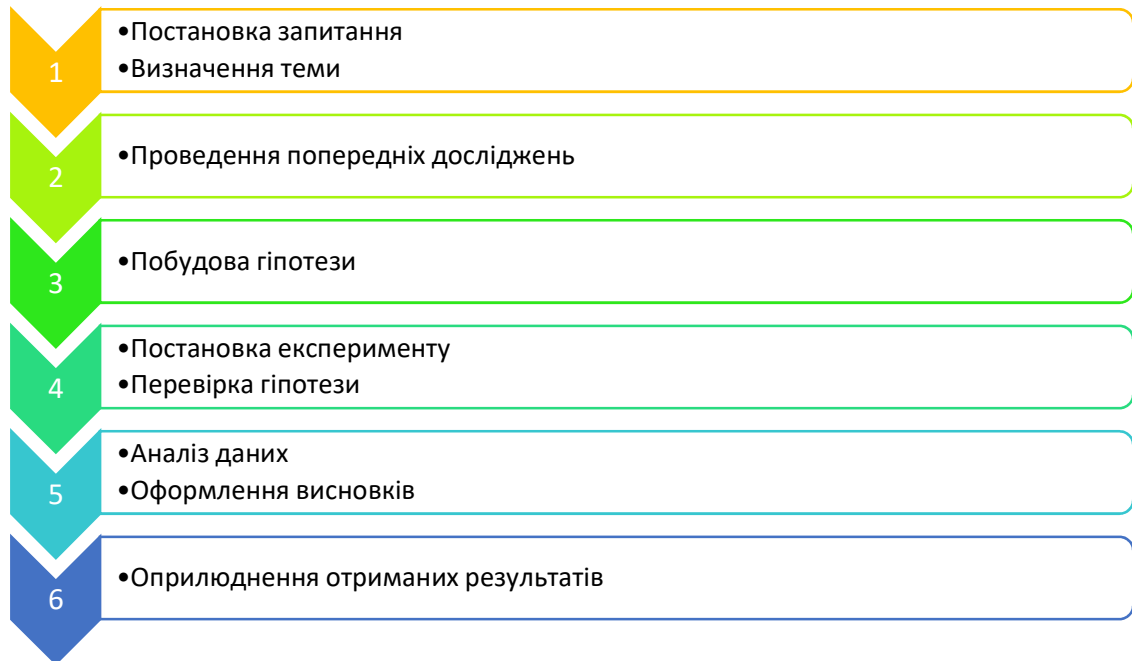 1
•Постановка запитання
•Визначення теми
2
•Проведення попередніх досліджень
3
•Побудова гіпотези
4
•Постановка експерименту
•Перевірка гіпотези
5
•Аналіз даних
•Оформлення висновків
6
•Оприлюднення отриманих результатів